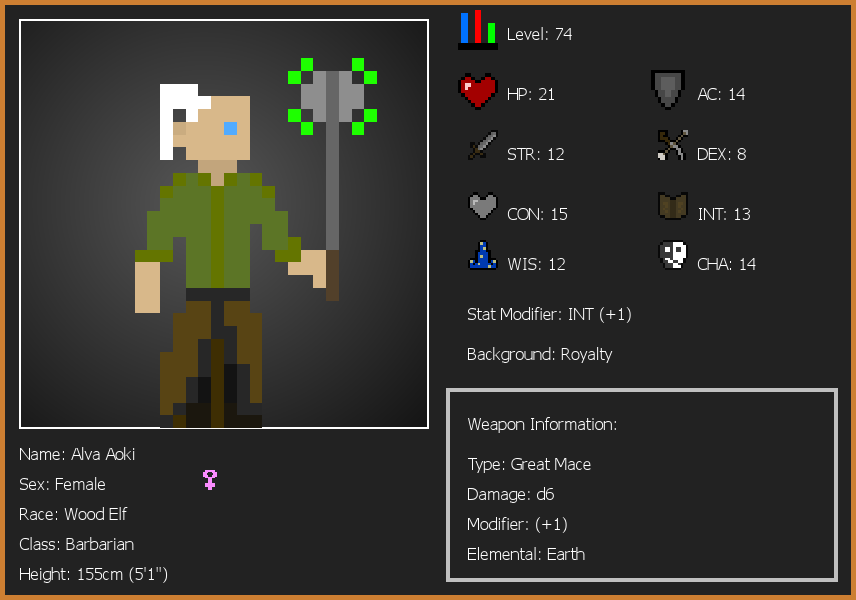 Level: 74
HP: 21
AC: 14
STR: 12
DEX: 8
CON: 15
INT: 13
WIS: 12
CHA: 14
Stat Modifier: INT (+1)
Background: Royalty
Weapon Information:
Type: Great Mace
Damage: d6
Modifier: (+1)
Elemental: Earth
Name: Alva Aoki
Sex: Female
Race: Wood Elf
Class: Barbarian
Height: 155cm (5'1")